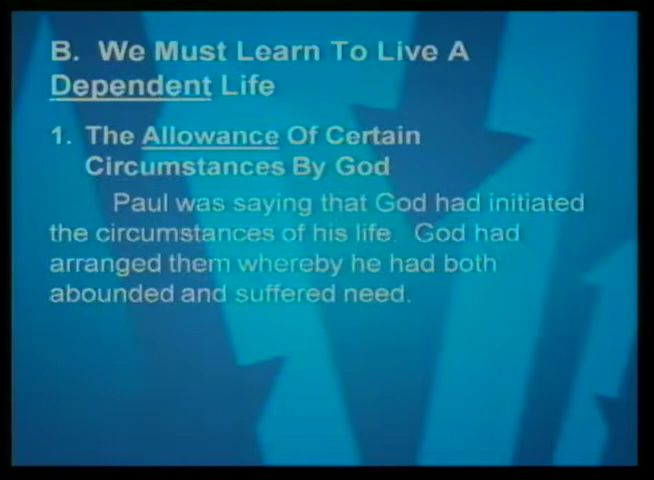 B. We Must Learn To Live A
Dependent Life
1. The Allowance Of Certain
Circumstances By God
Paul was saying that God had initiated
the circumstances of his life. God had
arranged them whereby he had both
abounded and suffered need.